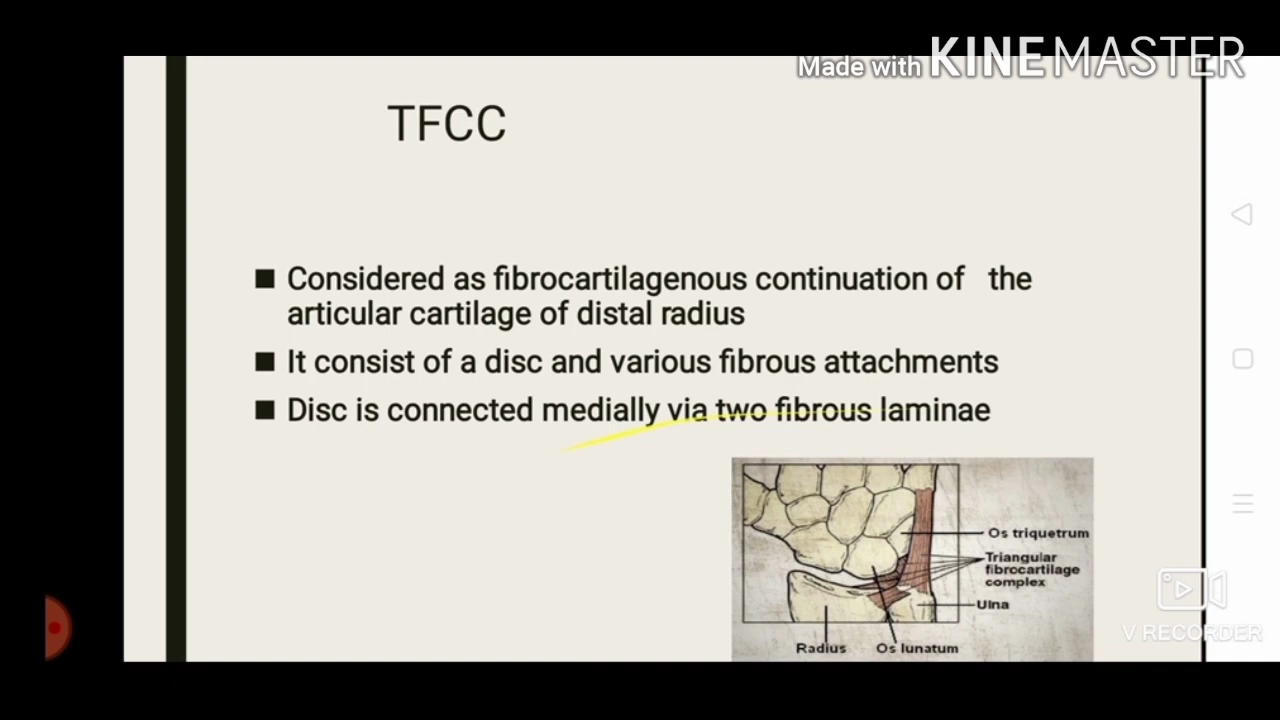 Made with KINEMASTER
TFCC
■ Considered as fibrocartilagenous continuation of the
articular cartilage of distal radius
■ It consist of a disc and various fibrous attachments
■ Disc is connected medially via two fibrous laminae
Os triquetrum
Triangular
fibrocartilage
complex
Ulna
Radius Os lunatum
V RECORDER